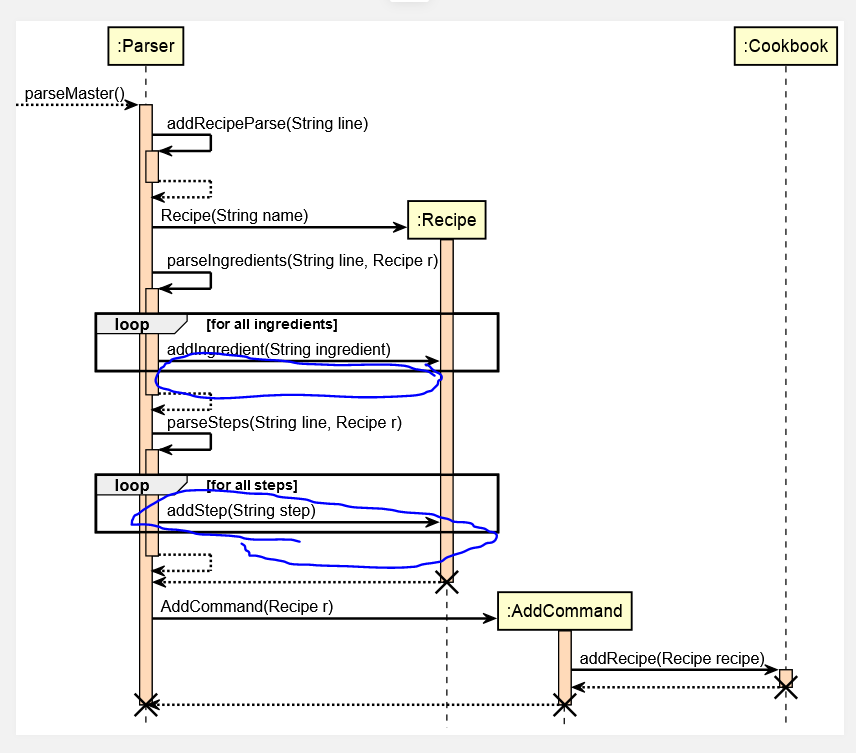 :Parser
:Cookbook
parseMaster()
addRecipeParse(String line)
Recipe(String name)
:Recipe
parseIngredients(String line, Recipe r)
loop [for all ingredients]
addIngredient(String ingredient)
parseSteps(String line, Recipe r)
loop [for all steps]
addStep(String step)
AddCommand(Recipe r)
:AddCommand
addRecipe(Recipe recipe)